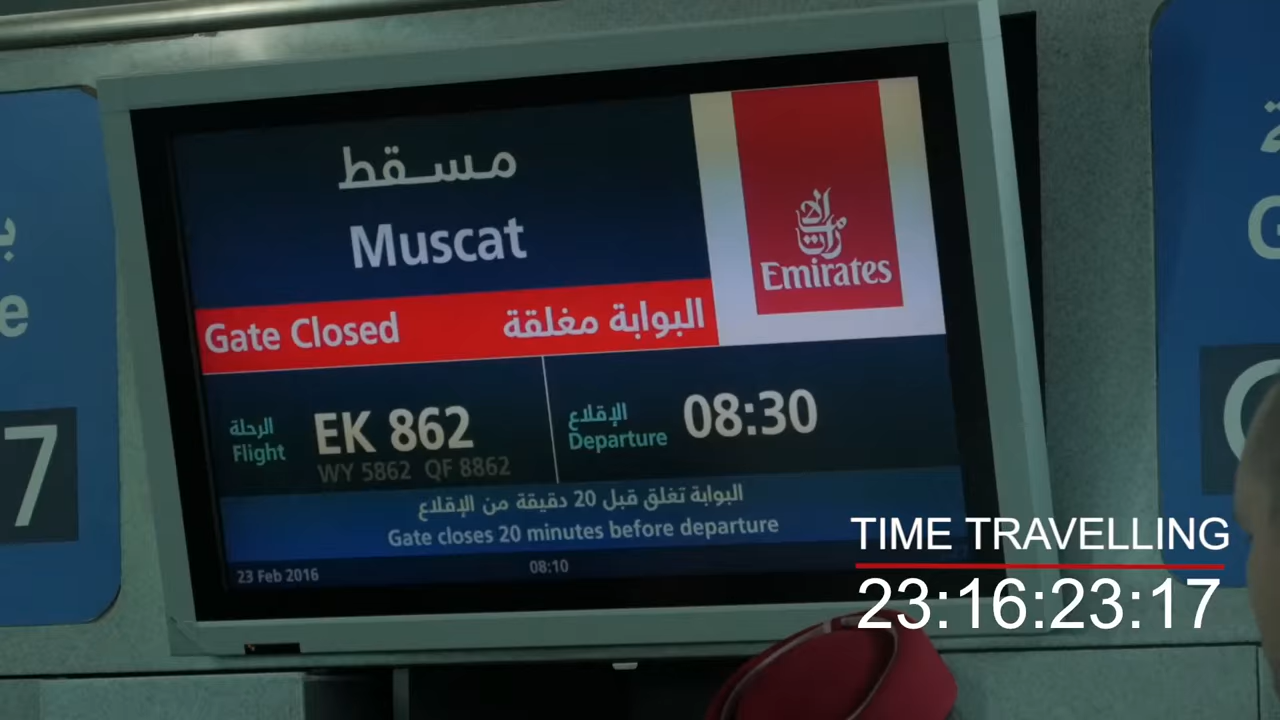 مسقط
Muscat
Emirates
Gate Closed البوابة مغلقة
الرحلة
Flight
EK 862
WY 5862 QF 8862
الإقلاع
Departure
08:30
البوابة تغلق قبل 20 دقيقة من الإقلاع
Gate closes 20 minutes before departure
23 Feb 2016 08:10
7
TIME TRAVELLING
23:16:23:17